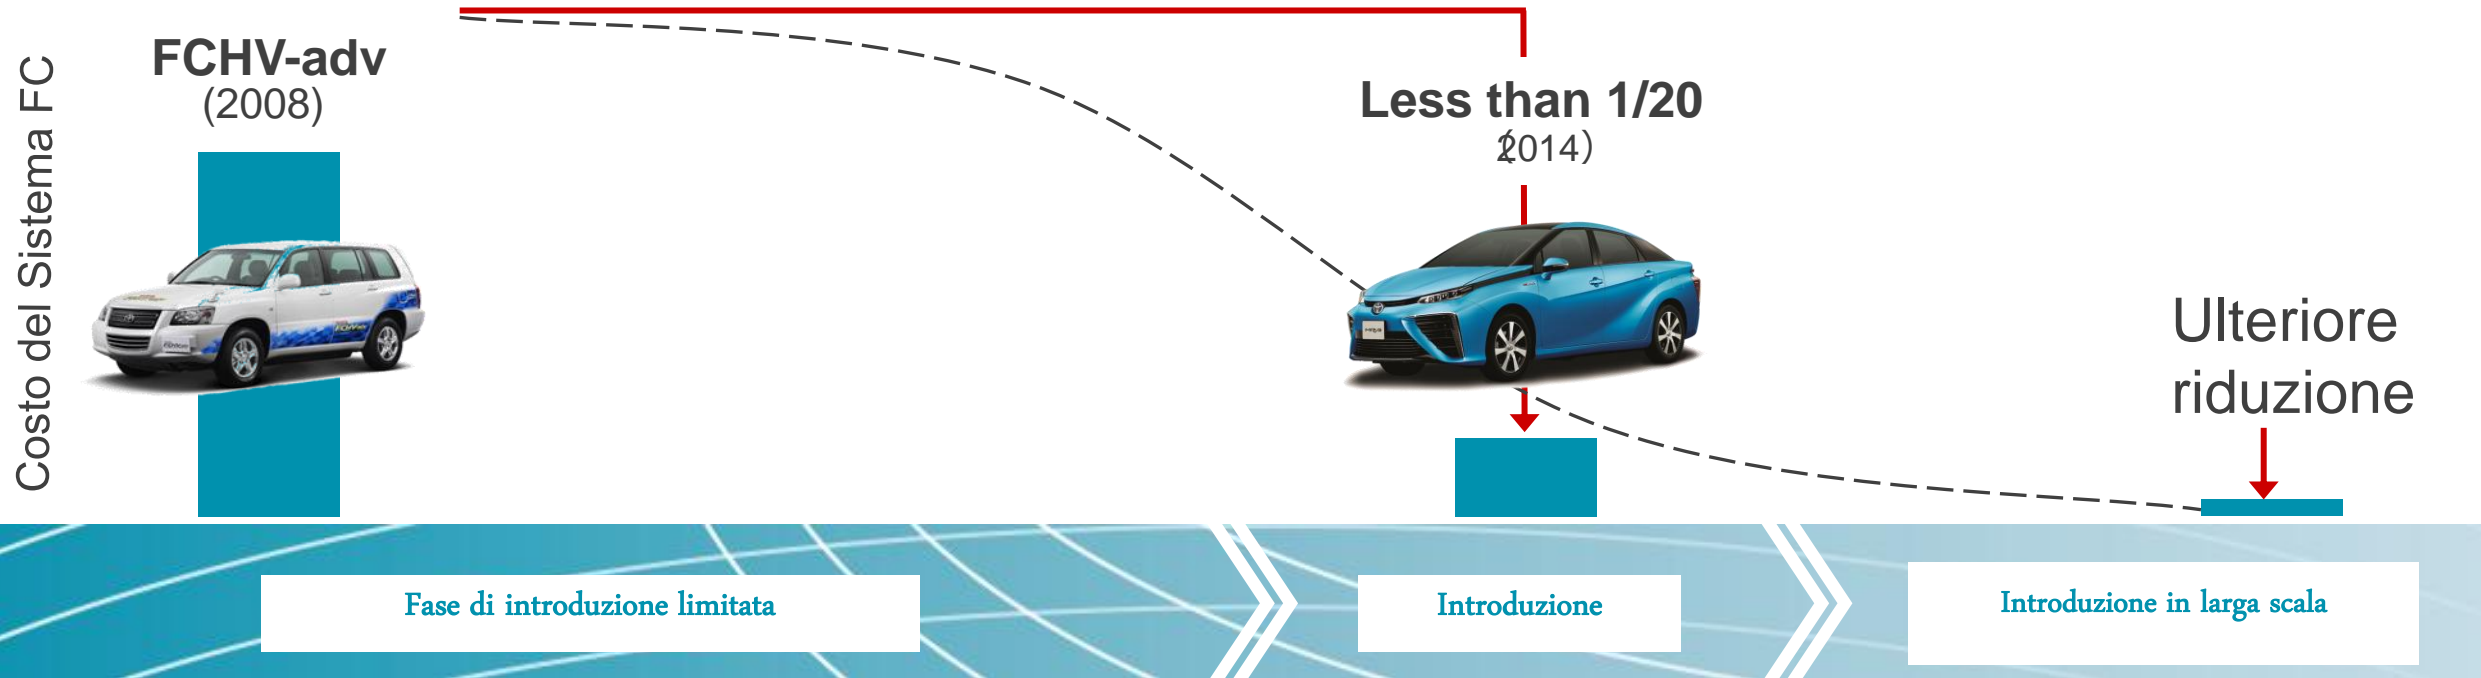 Costo del Sistema FC
FCHV-adv
(2008)
Less than 1/20
(2014)
Ulteriore
riduzione
Fase di introduzione limitata
Introduzione
Introduzione in larga scala